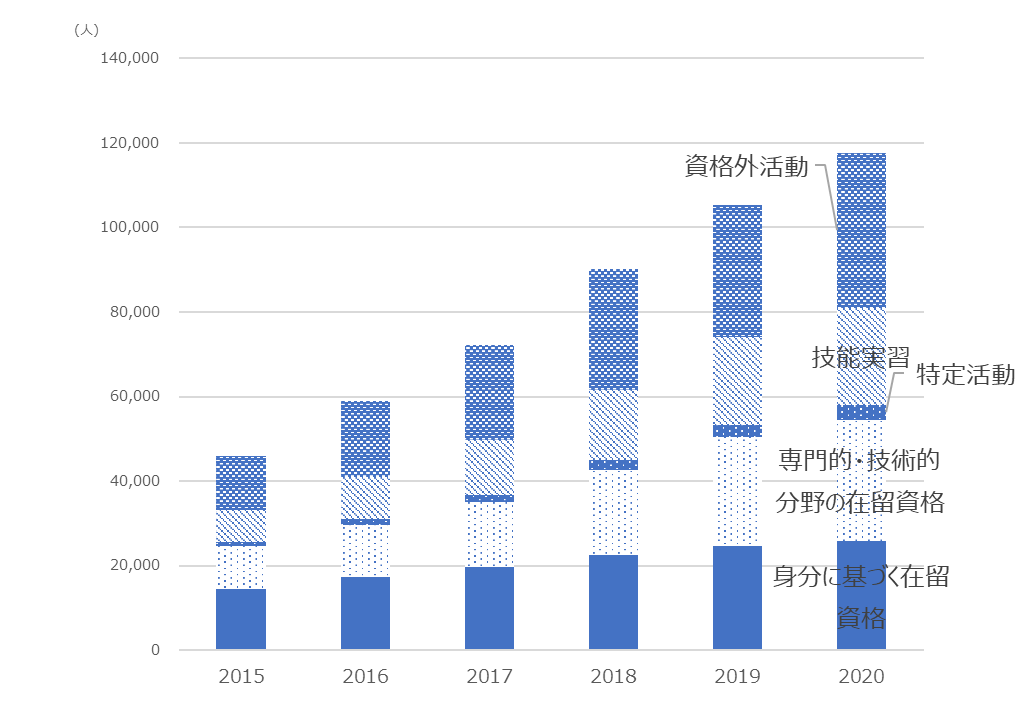 (人)
140,000
120,000
100,000
80,000
60,000
40,000
20,000
0
資格外活動
技能実習
特定活動
専門的・技術的
分野の在留資格
身分に基づく在留
資格
2015 2016 2017 2018 2019 2020